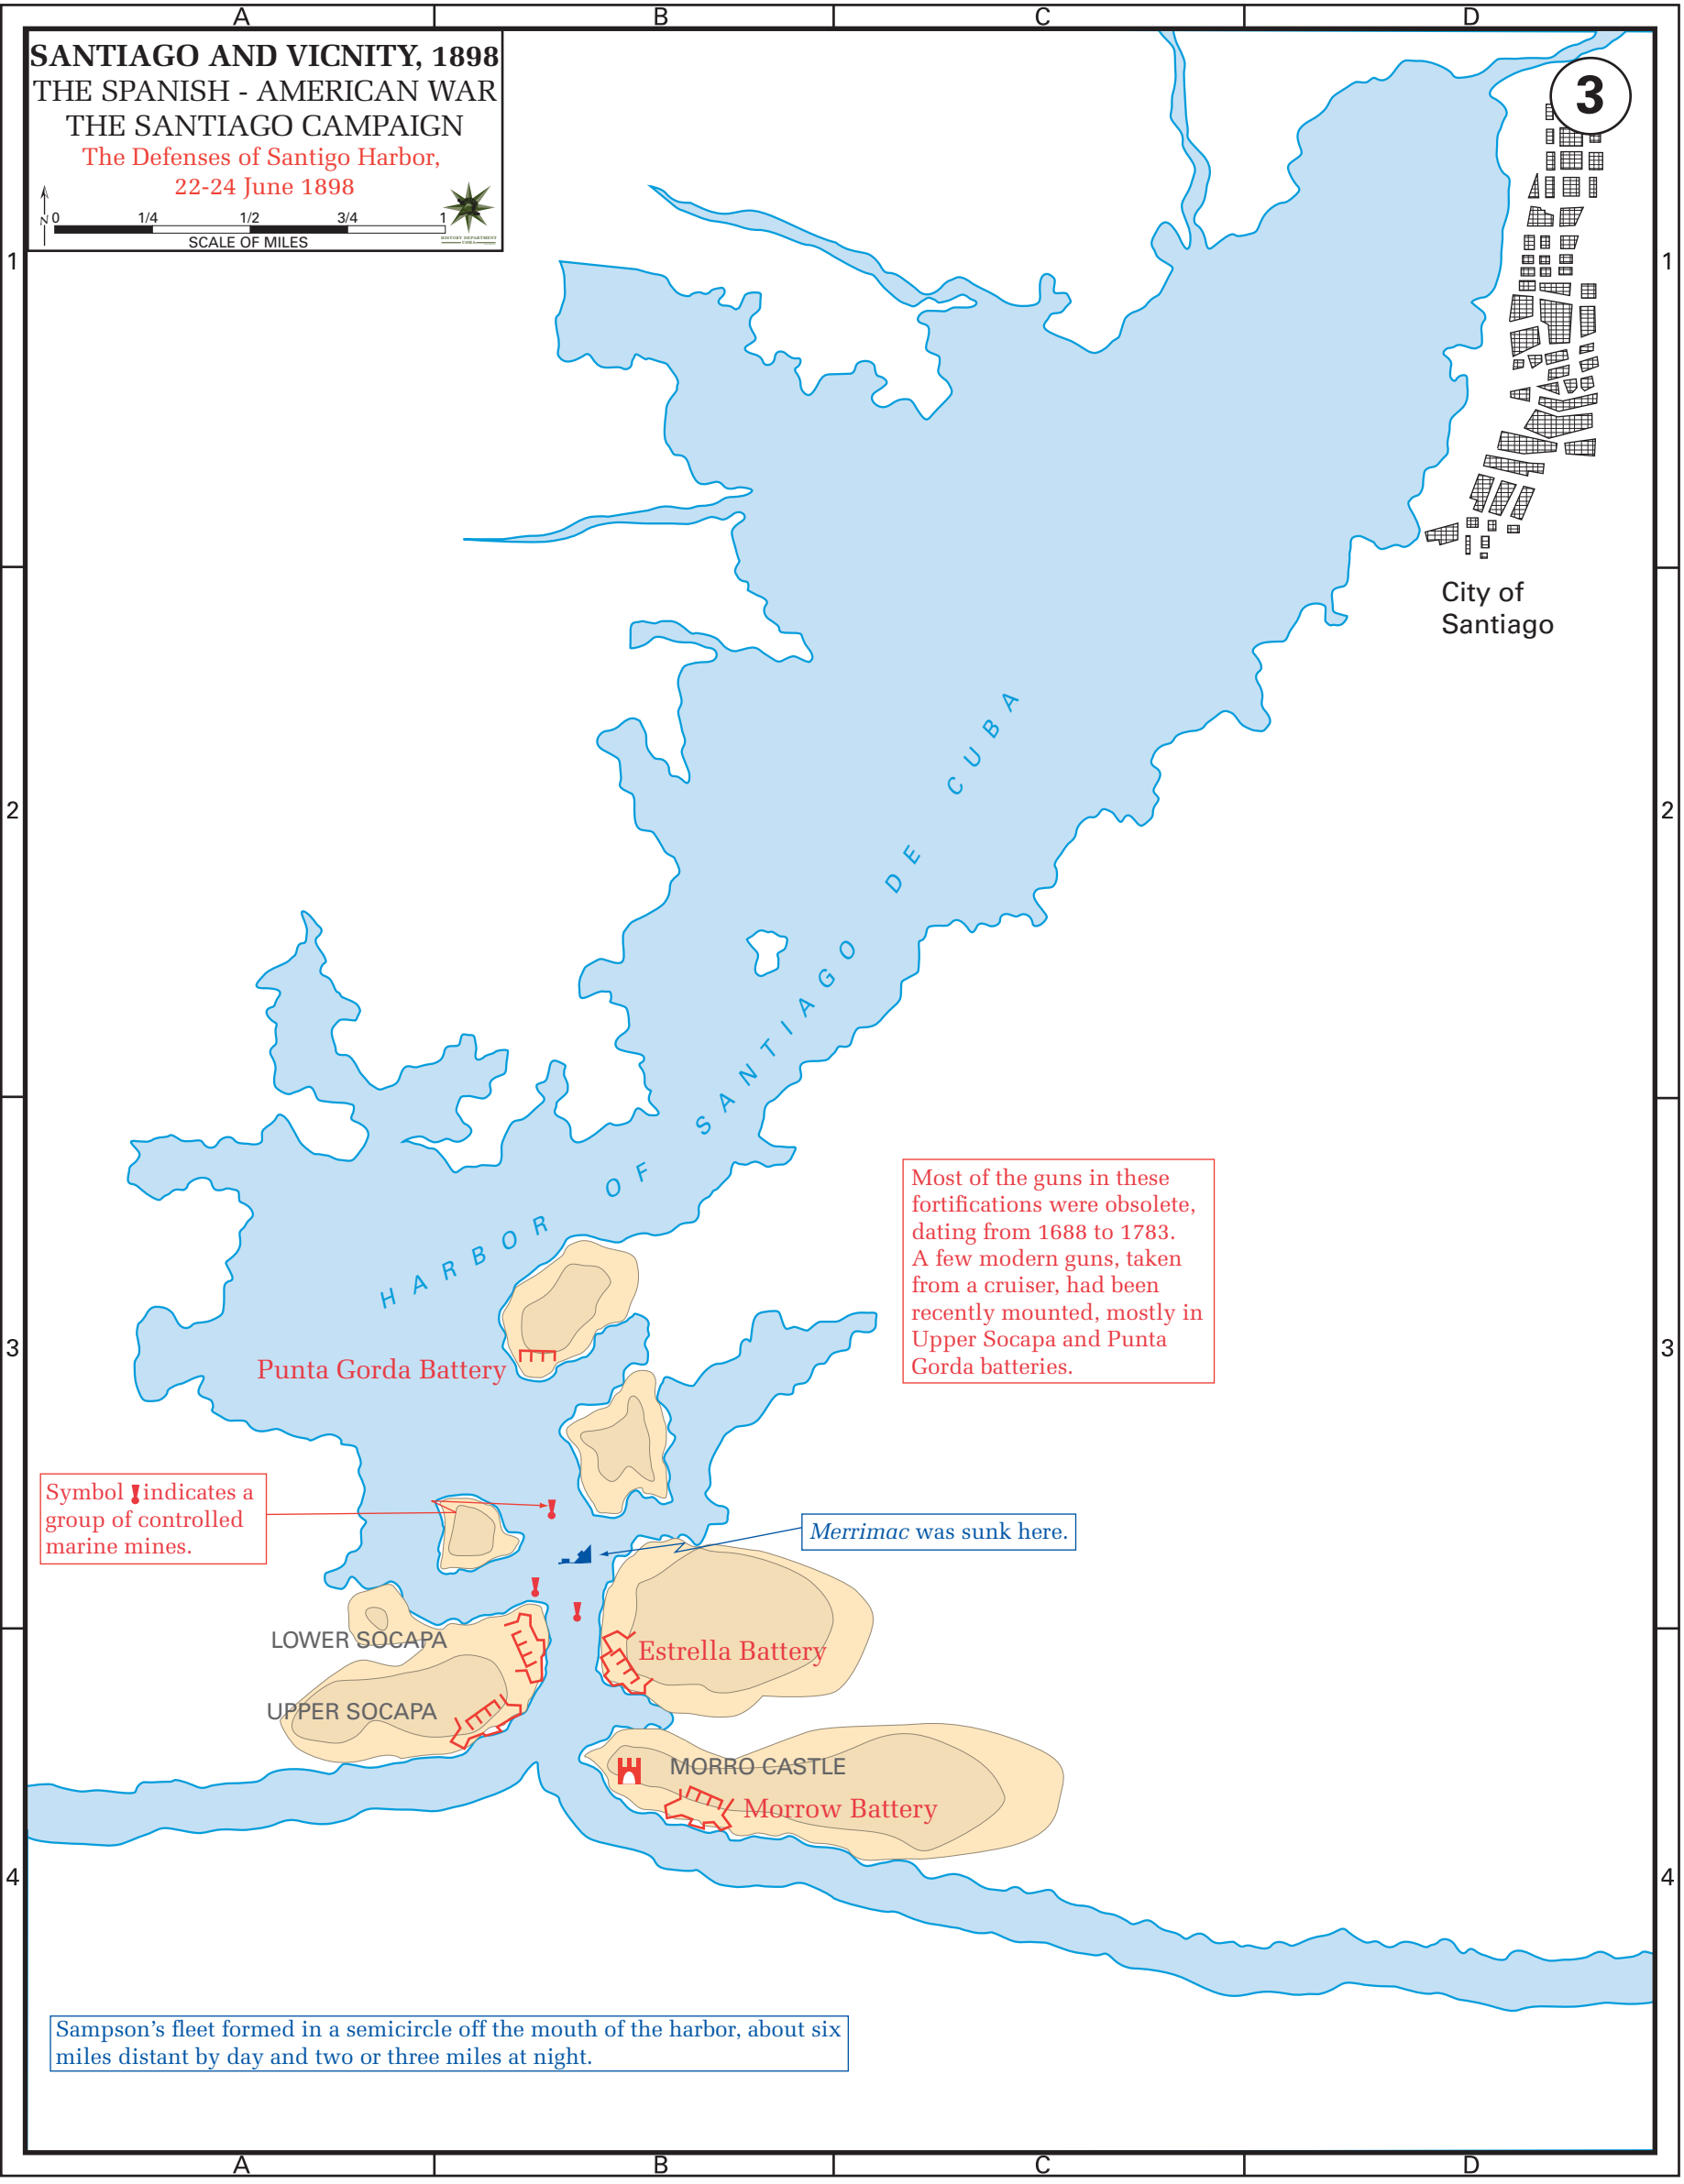 A B C D
SANTIAGO AND VICNITY, 1898
THE SPANISH - AMERICAN WAR
THE SANTIAGO CAMPAIGN
The Defenses of Santigo Harbor,
22-24 June 1898
N 0 1/4 1/2 3/4 1
SCALE OF MILES
HISTORY DEPARTMENT
3
1 1
City of
Santiago
2 2
HARBOR OF SANTIAGO DE CUBA
Most of the guns in these
fortifications were obsolete,
dating from 1688 to 1783.
A few modern guns, taken
from a cruiser, had been
recently mounted, mostly in
Upper Socapa and Punta
Gorda batteries.
3 3
Punta Gorda Battery
Symbol ! indicates a
group of controlled
marine mines.
Merrimac was sunk here.
LOWER SOCAPA
Estrella Battery
UPPER SOCAPA
MORRO CASTLE
Morrow Battery
4 4
Sampson’s fleet formed in a semicircle off the mouth of the harbor, about six
miles distant by day and two or three miles at night.
A B C D